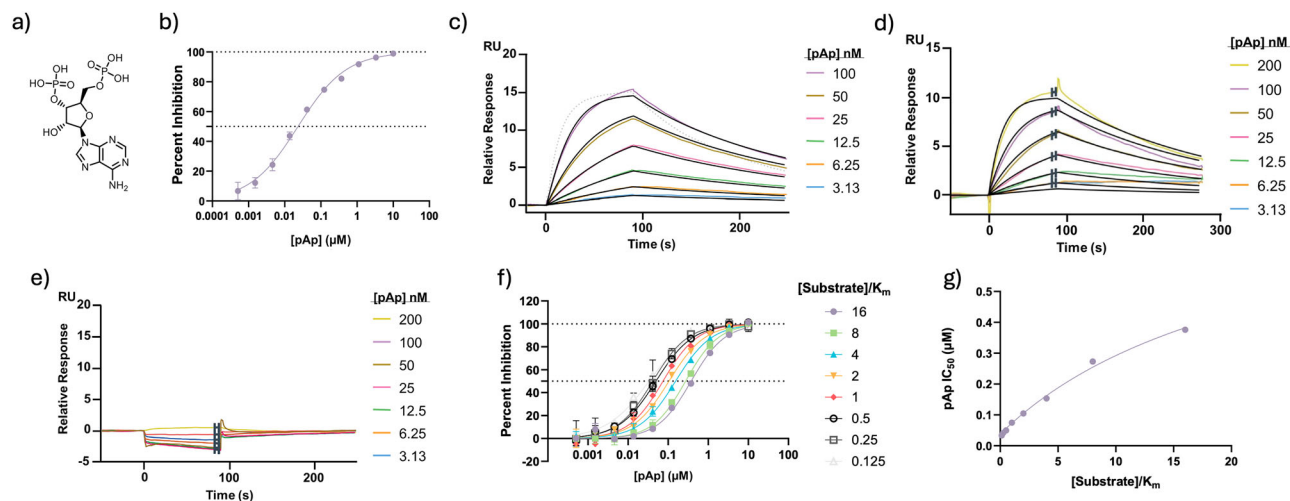 a)
OH
HO-P=O
O
O
HO-P-OH
O
HO
N
N
N
N
NH₂
b)
Percent Inhibition
100
80
60
40
20
0
0.0001
0.001
0.01
0.1
1
10
100
[pAp] (µM)
c)
RU
Relative Response
20
15
10
5
0
0
100
200
Time (s)
[pAp] nM
100
50
25
12.5
6.25
3.13
d)
RU
Relative Response
15
10
5
0
0
100
200
300
Time (s)
[pAp] nM
200
100
50
25
12.5
6.25
3.13
e)
RU
Relative Response
20
15
10
5
0
-5
0
100
200
Time (s)
[pAp] nM
200
100
50
25
12.5
6.25
3.13
f)
Percent Inhibition
120
100
80
60
40
20
0
-20
0.001
0.01
0.1
1
10
100
[pAp] (µM)
[Substrate]/Km
16
8
4
2
1
0.5
0.25
0.125
g)
pAp IC50 (µM)
0.5
0.4
0.3
0.2
0.1
0.0
0
5
10
15
20
[Substrate]/Km